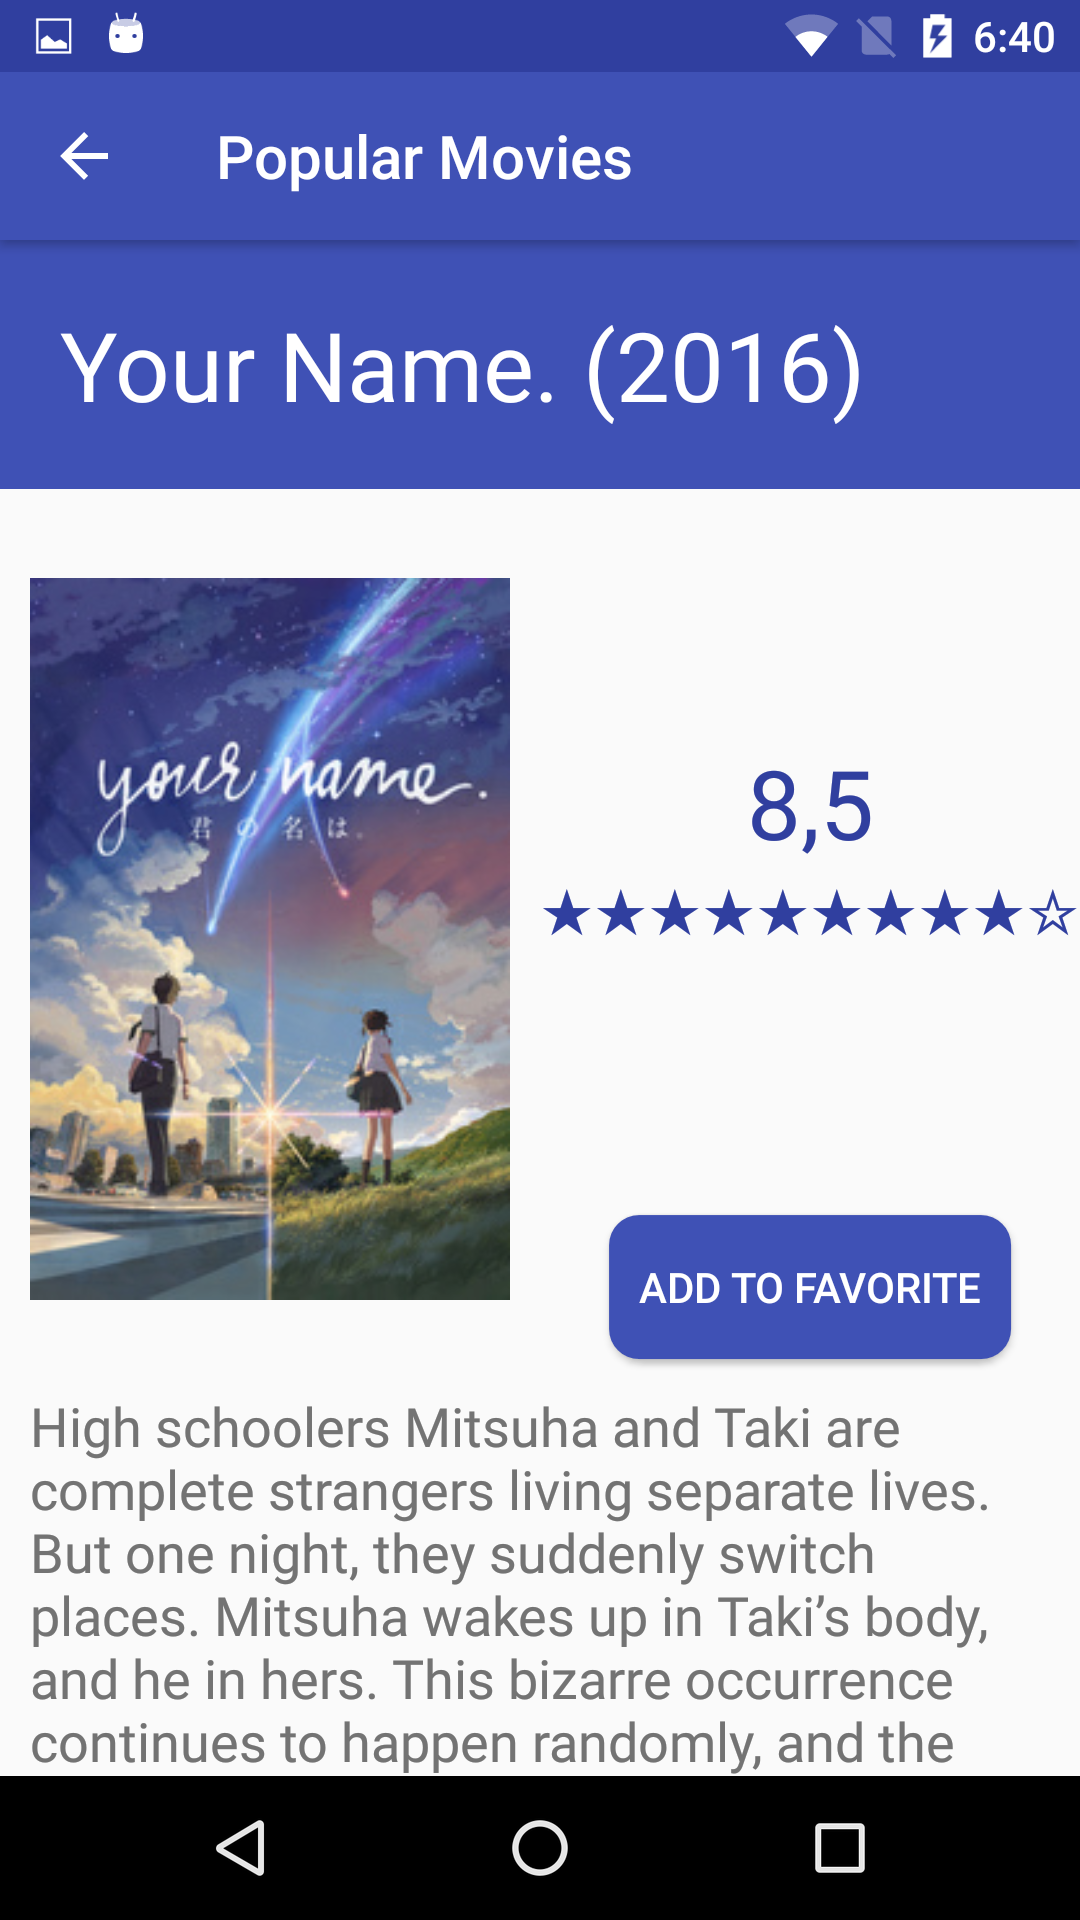 6:40
Popular Movies
Your Name. (2016)
your name.
君の名は。
8,5
ADD TO FAVORITE
High schoolers Mitsuha and Taki are
complete strangers living separate lives.
But one night, they suddenly switch
places. Mitsuha wakes up in Taki’s body,
and he in hers. This bizarre occurrence
continues to happen randomly, and the